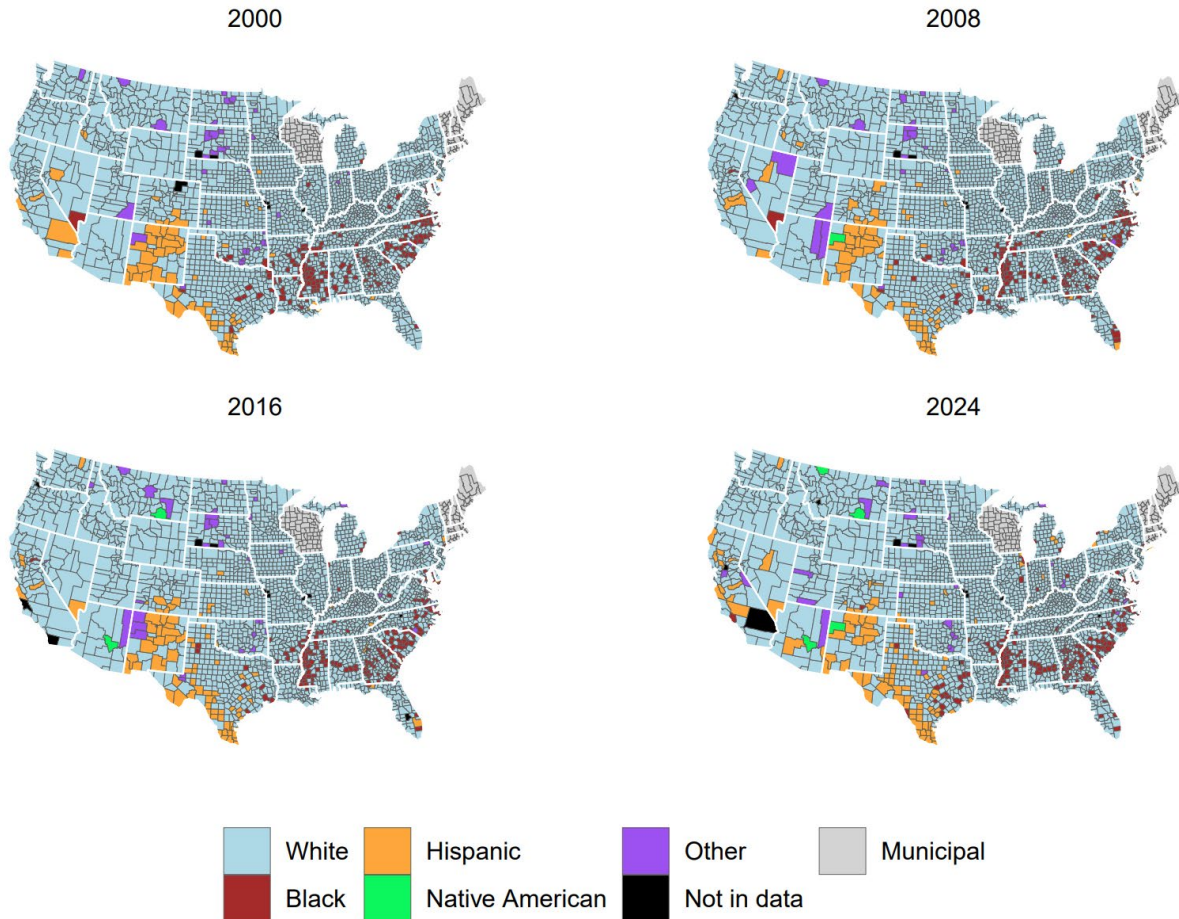 2000
2008
2016
2024
White
Hispanic
Other
Municipal
Black
Native American
Not in data